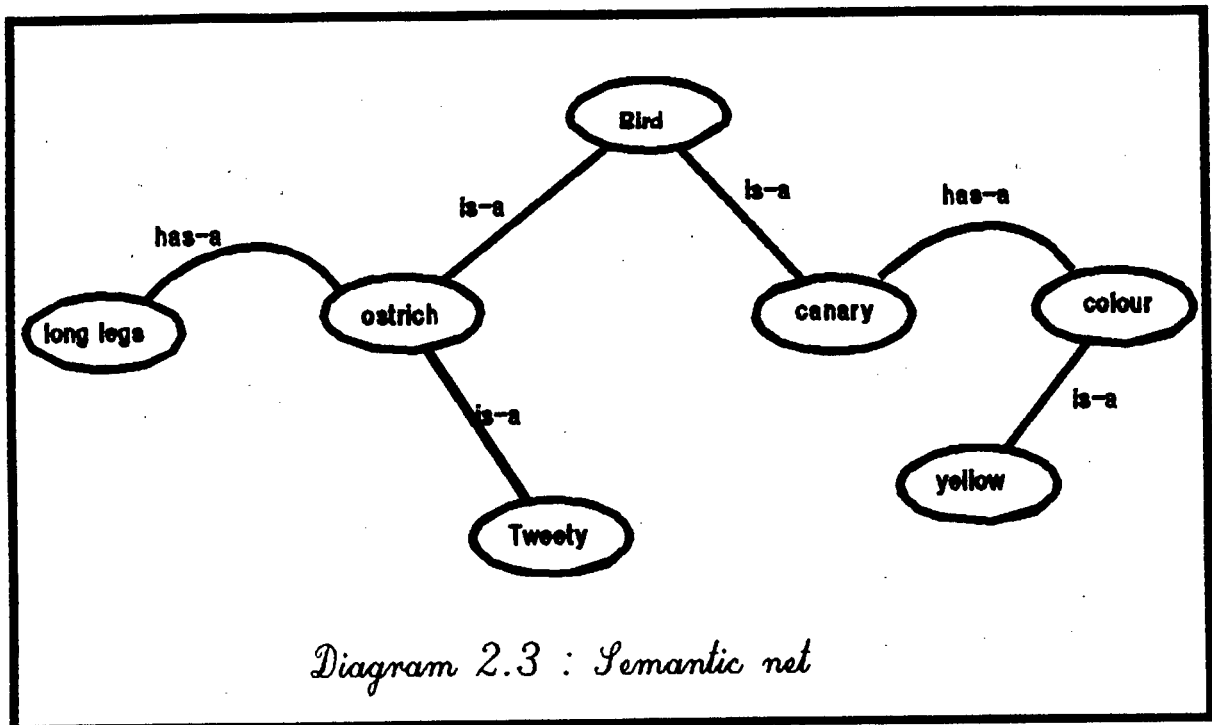 Bird
is-a
is-a
has-a
has-a
long legs
ostrich
canary
colour
is-a
is-a
yellow
Tweety
Diagram 2.3 : Semantic net